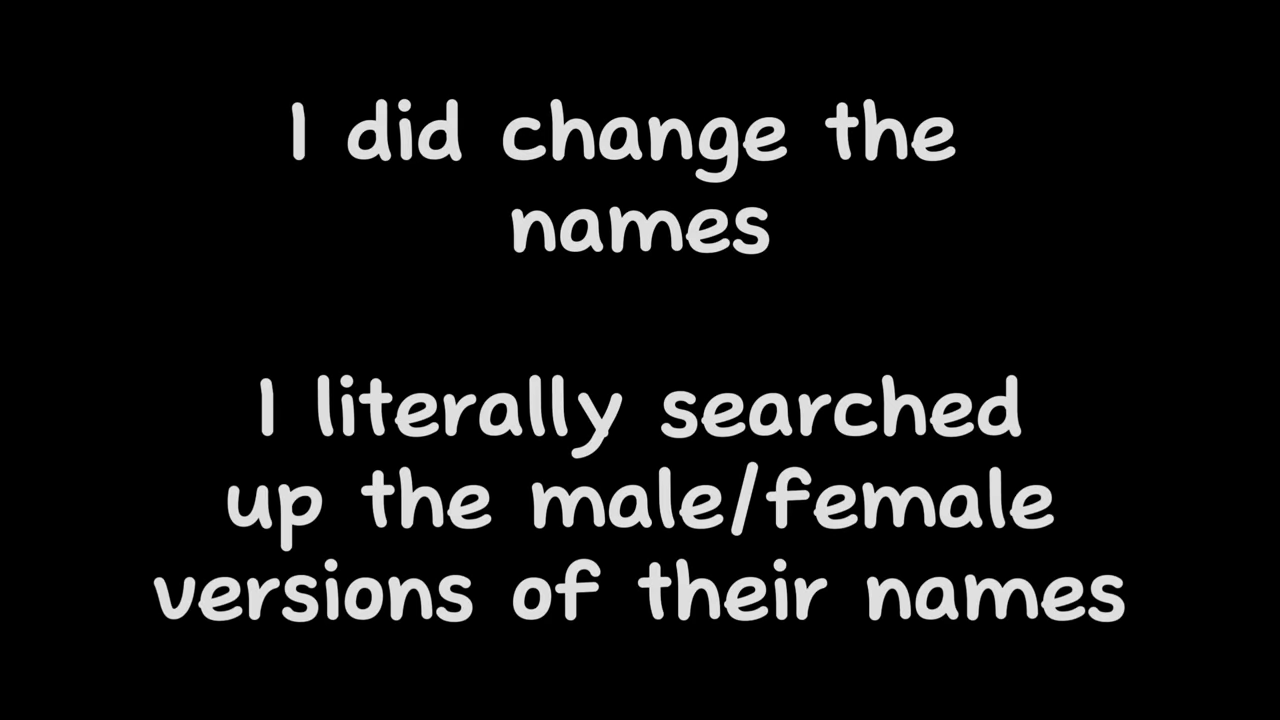 I did change the
names
I literally searched
up the male/female
versions of their names